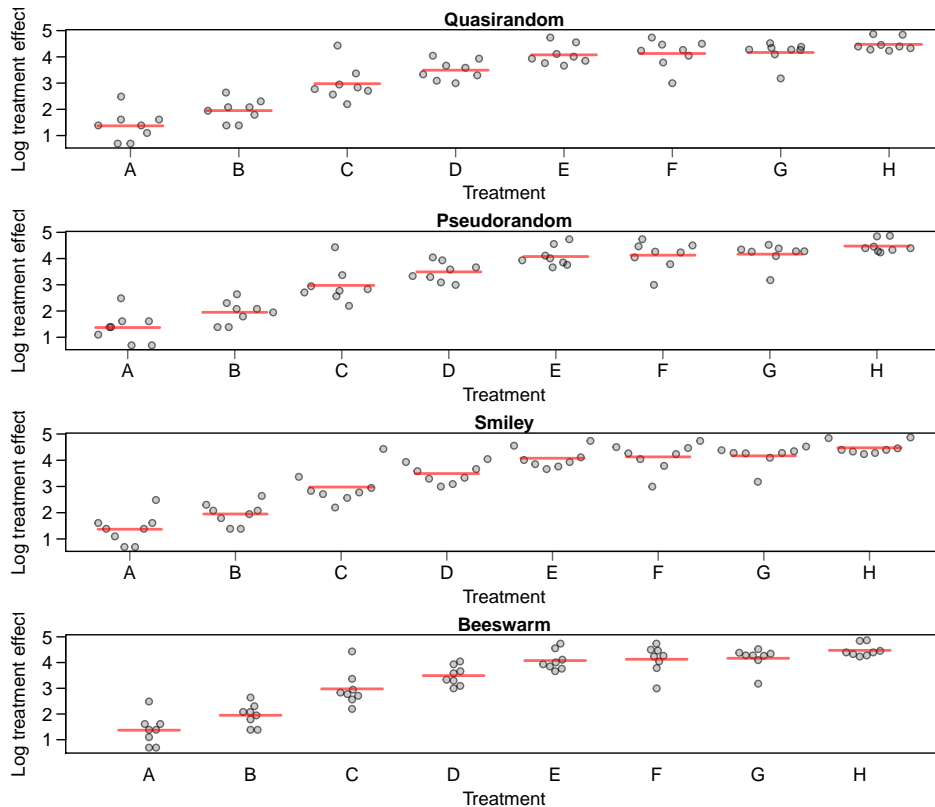 Quasirandom
Log treatment effect
5
4
3
2
1
A B C D E F G H
Treatment
Pseudorandom
Log treatment effect
5
4
3
2
1
A B C D E F G H
Treatment
Smiley
Log treatment effect
5
4
3
2
1
A B C D E F G H
Treatment
Beeswarm
Log treatment effect
5
4
3
2
1
A B C D E F G H
Treatment